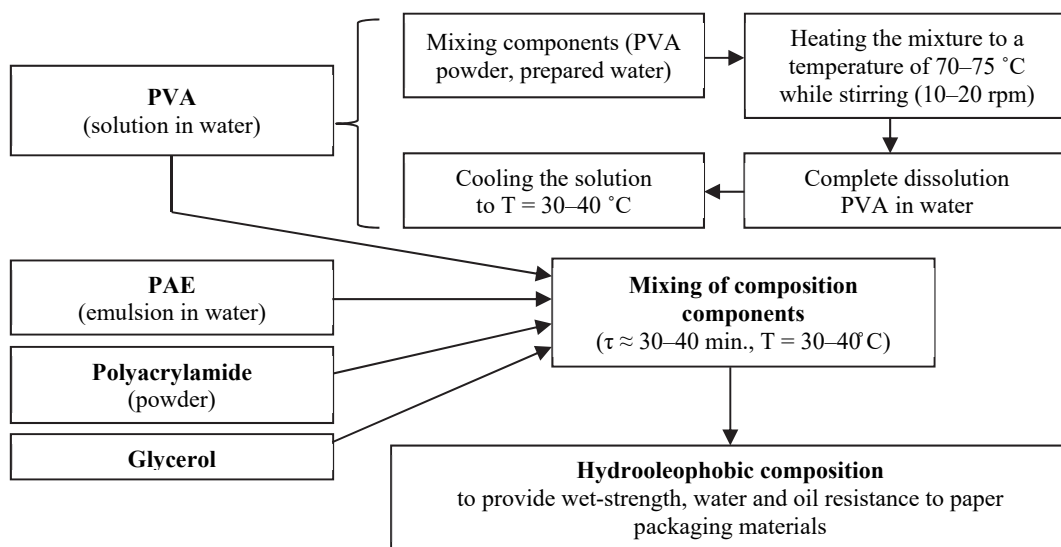 PVA
(solution in water)
Mixing components (PVA
powder, prepared water)
Heating the mixture to a
temperature of 70–75 ˚C
while stirring (10–20 rpm)
Cooling the solution
to T = 30–40 ˚C
Complete dissolution
PVA in water
PAE
(emulsion in water)
Polyacrylamide
(powder)
Glycerol
Mixing of composition
components
(τ ≈ 30–40 min., T = 30–40˚C)
Hydrooleophobic composition
to provide wet-strength, water and oil resistance to paper
packaging materials